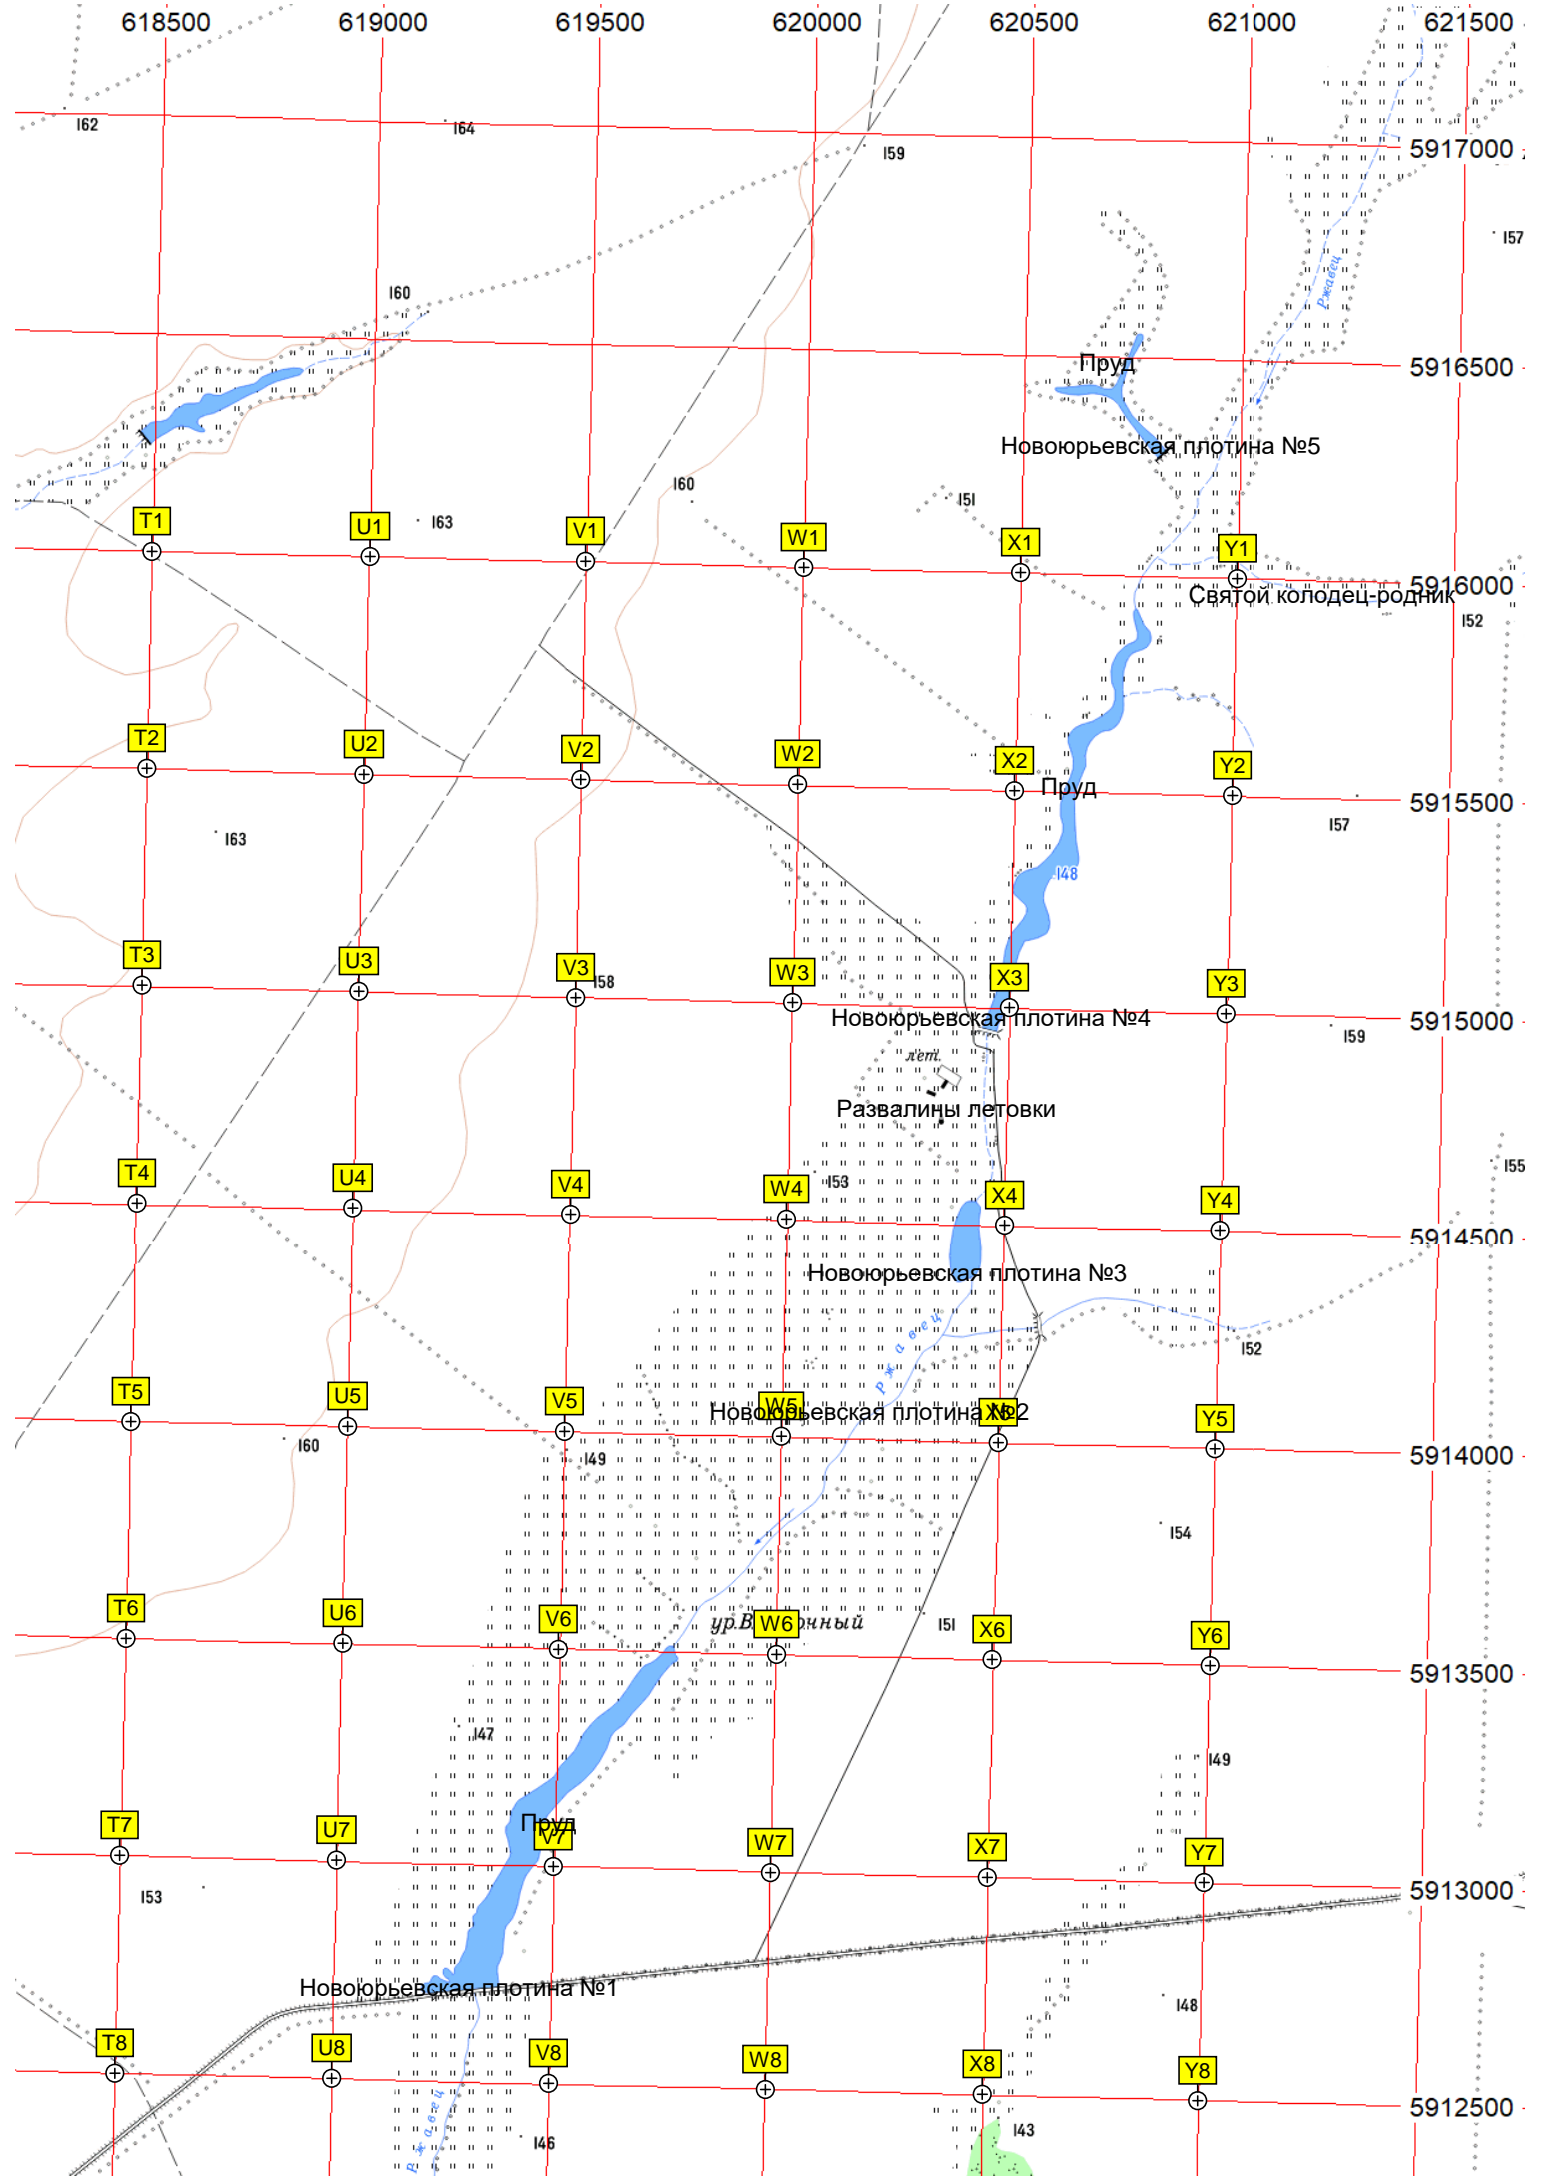 618500 619000 619500 620000 620500 621000 621500
162
164
159
5917000
157
Ржавец
160
Пруд
5916500
Новоюрьевская плотина №5
160
151
T1 U1 163 V1 W1 X1 Y1
5916000
Святой колодец-родник
152
T2 U2 V2 W2 X2 Y2
Пруд
5915500
163
157
148
T3 U3 V3 158 W3 X3 Y3
Новоюрьевская плотина №4
5915000
159
лет.
Развалины летовки
155
T4 U4 V4 W4 153 X4 Y4
5914500
Новоюрьевская плотина №3
Ржавец
152
T5 U5 V5 W5 Y5
Новоюрьевская плотина №2
160
149
5914000
154
T6 U6 V6 W6 151 X6 Y6
ур.
5913500
147
149
Пруд
T7 U7 V7 W7 X7 Y7
153
5913000
Новоюрьевская плотина №1
148
T8 U8 V8 W8 X8 Y8
5912500
Ржавец
146
143